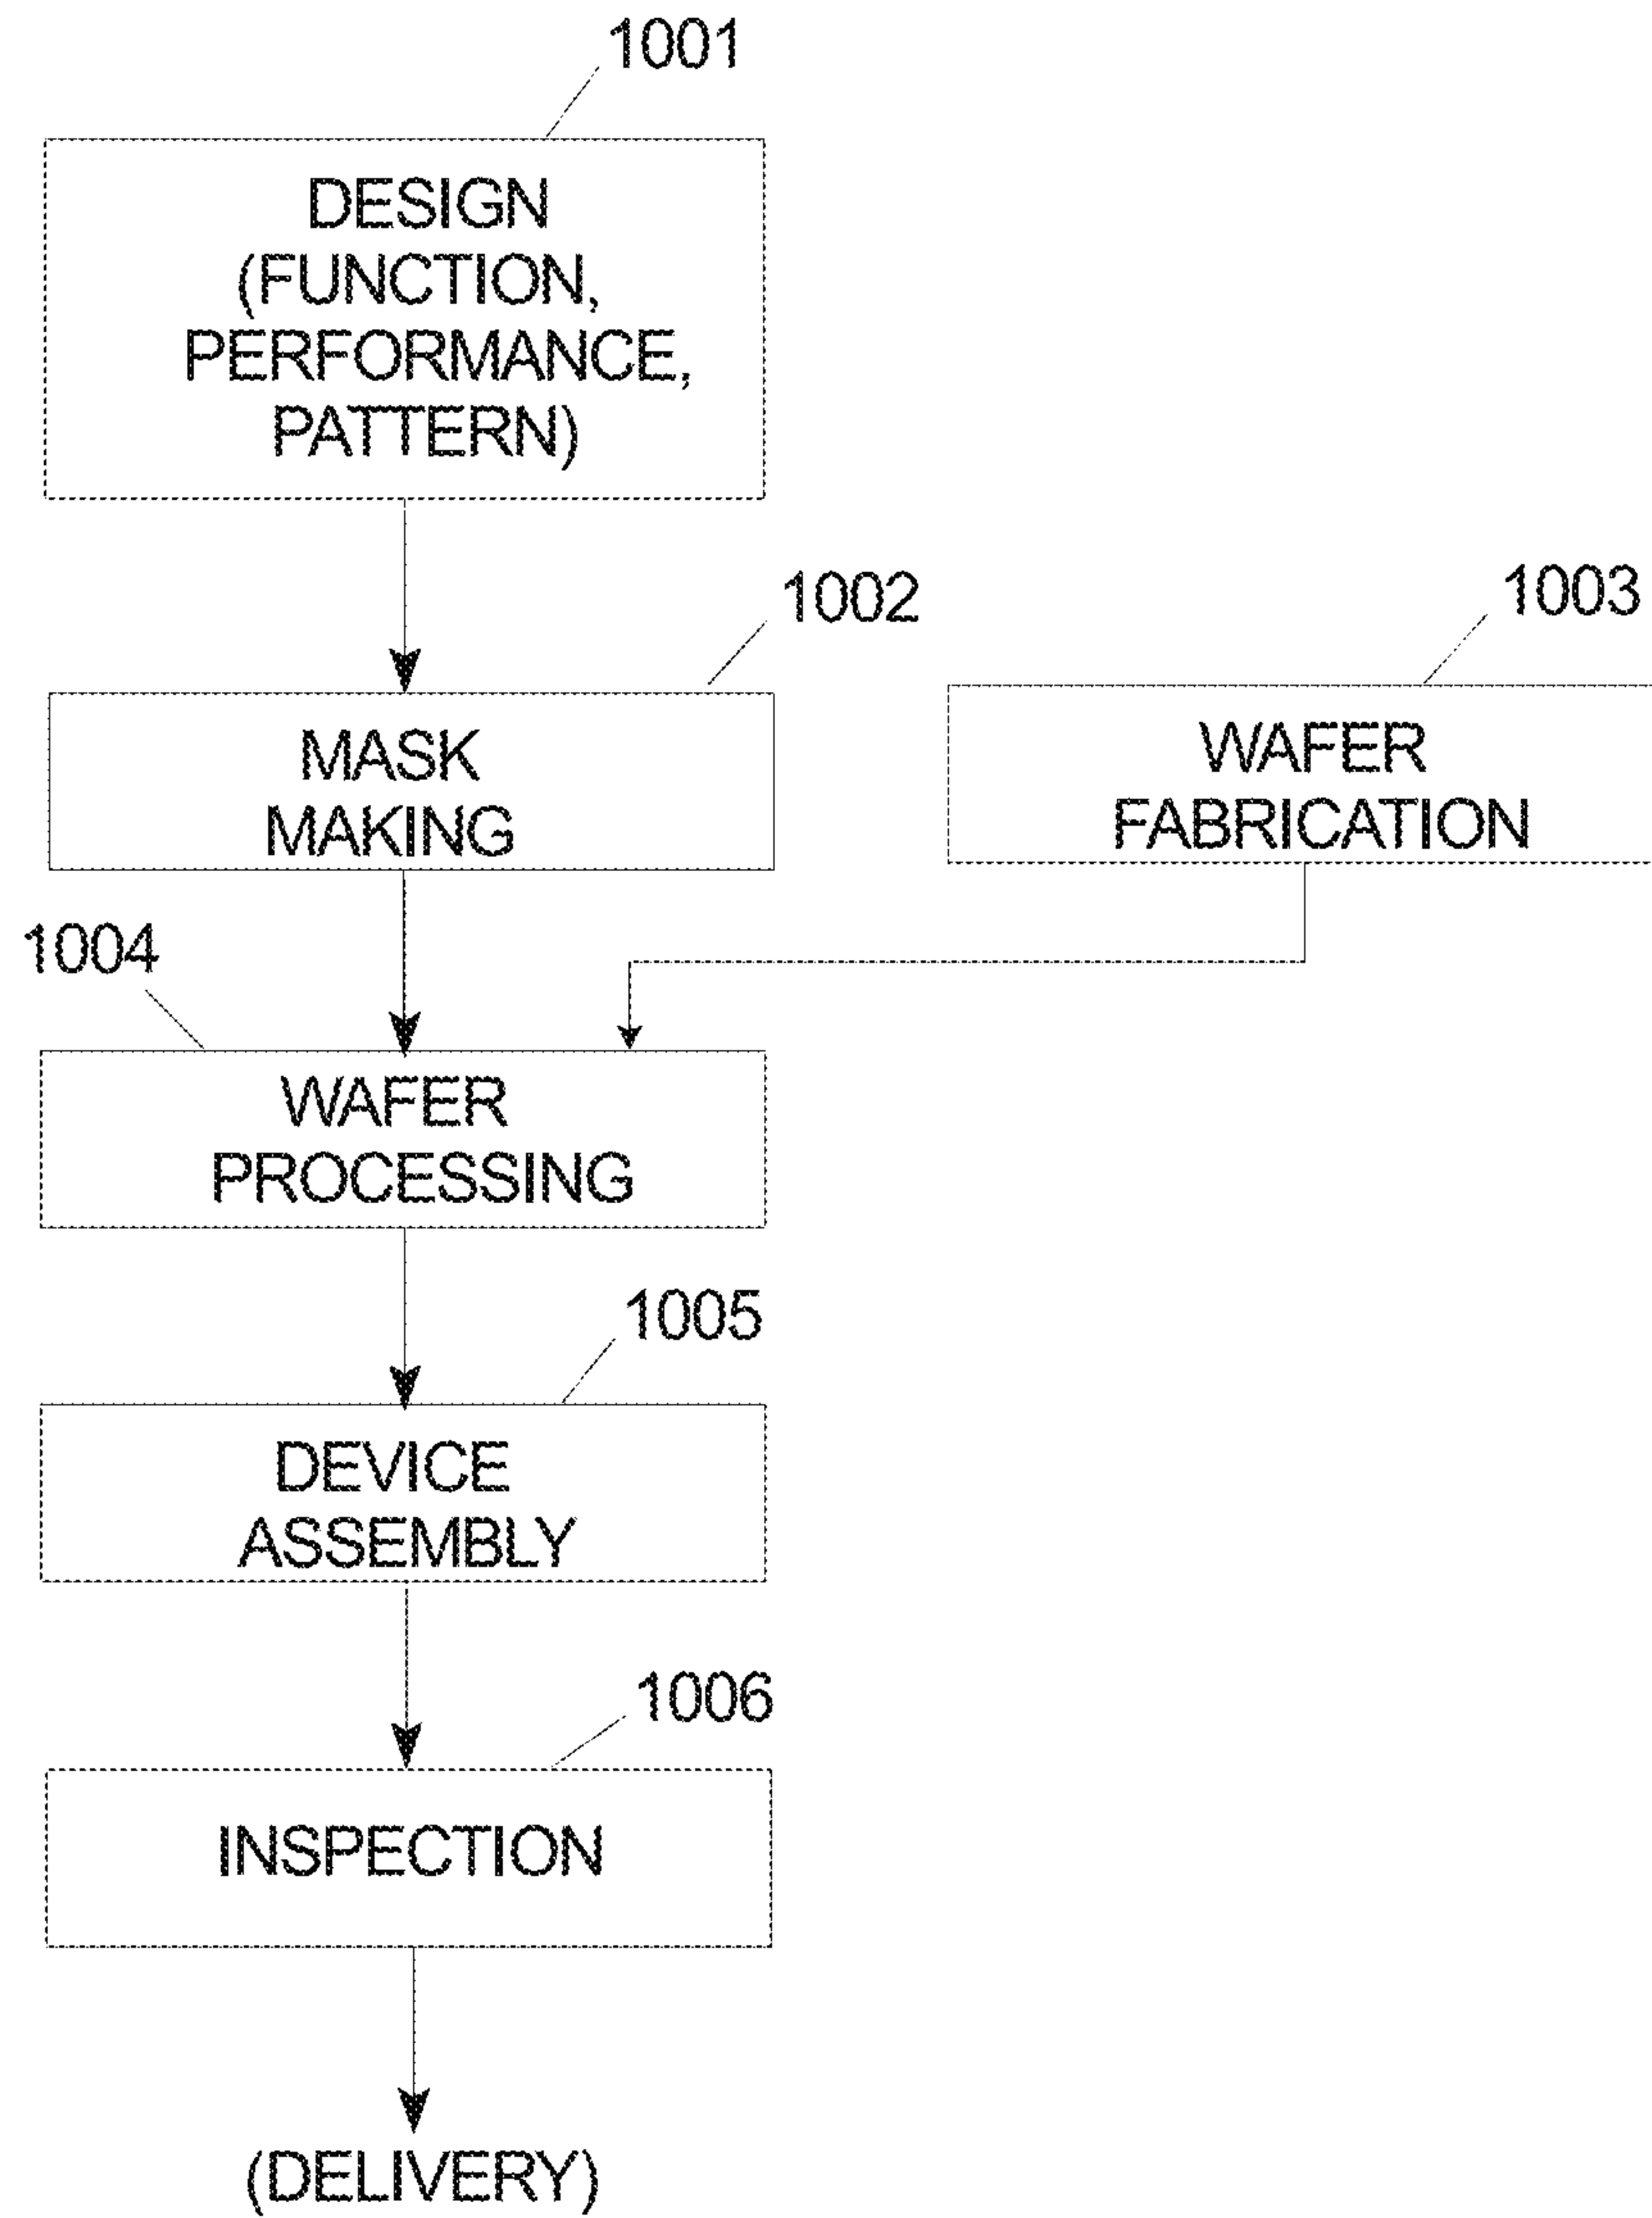 1001
DESIGN
(FUNCTION,
PERFORMANCE,
PATTERN)
1002
MASK
MAKING
1003
WAFER
FABRICATION
1004
WAFER
PROCESSING
1005
DEVICE
ASSEMBLY
1006
INSPECTION
(DELIVERY)